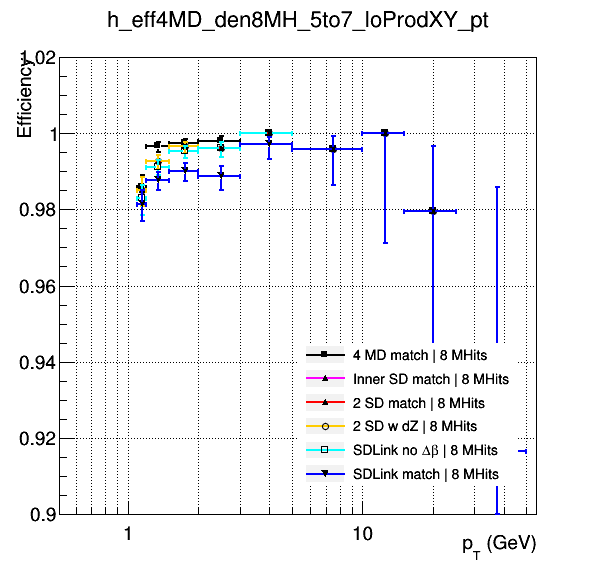 h_eff4MD_den8MH_5to7_loProdXY_pt
Efficiency
1.02
1
0.98
0.96
0.94
0.92
0.9
4 MD match | 8 MHits
Inner SD match | 8 MHits
2 SD match | 8 MHits
2 SD w dZ | 8 MHits
SDLink no Δβ | 8 MHits
SDLink match | 8 MHits
1
10
p_T (GeV)